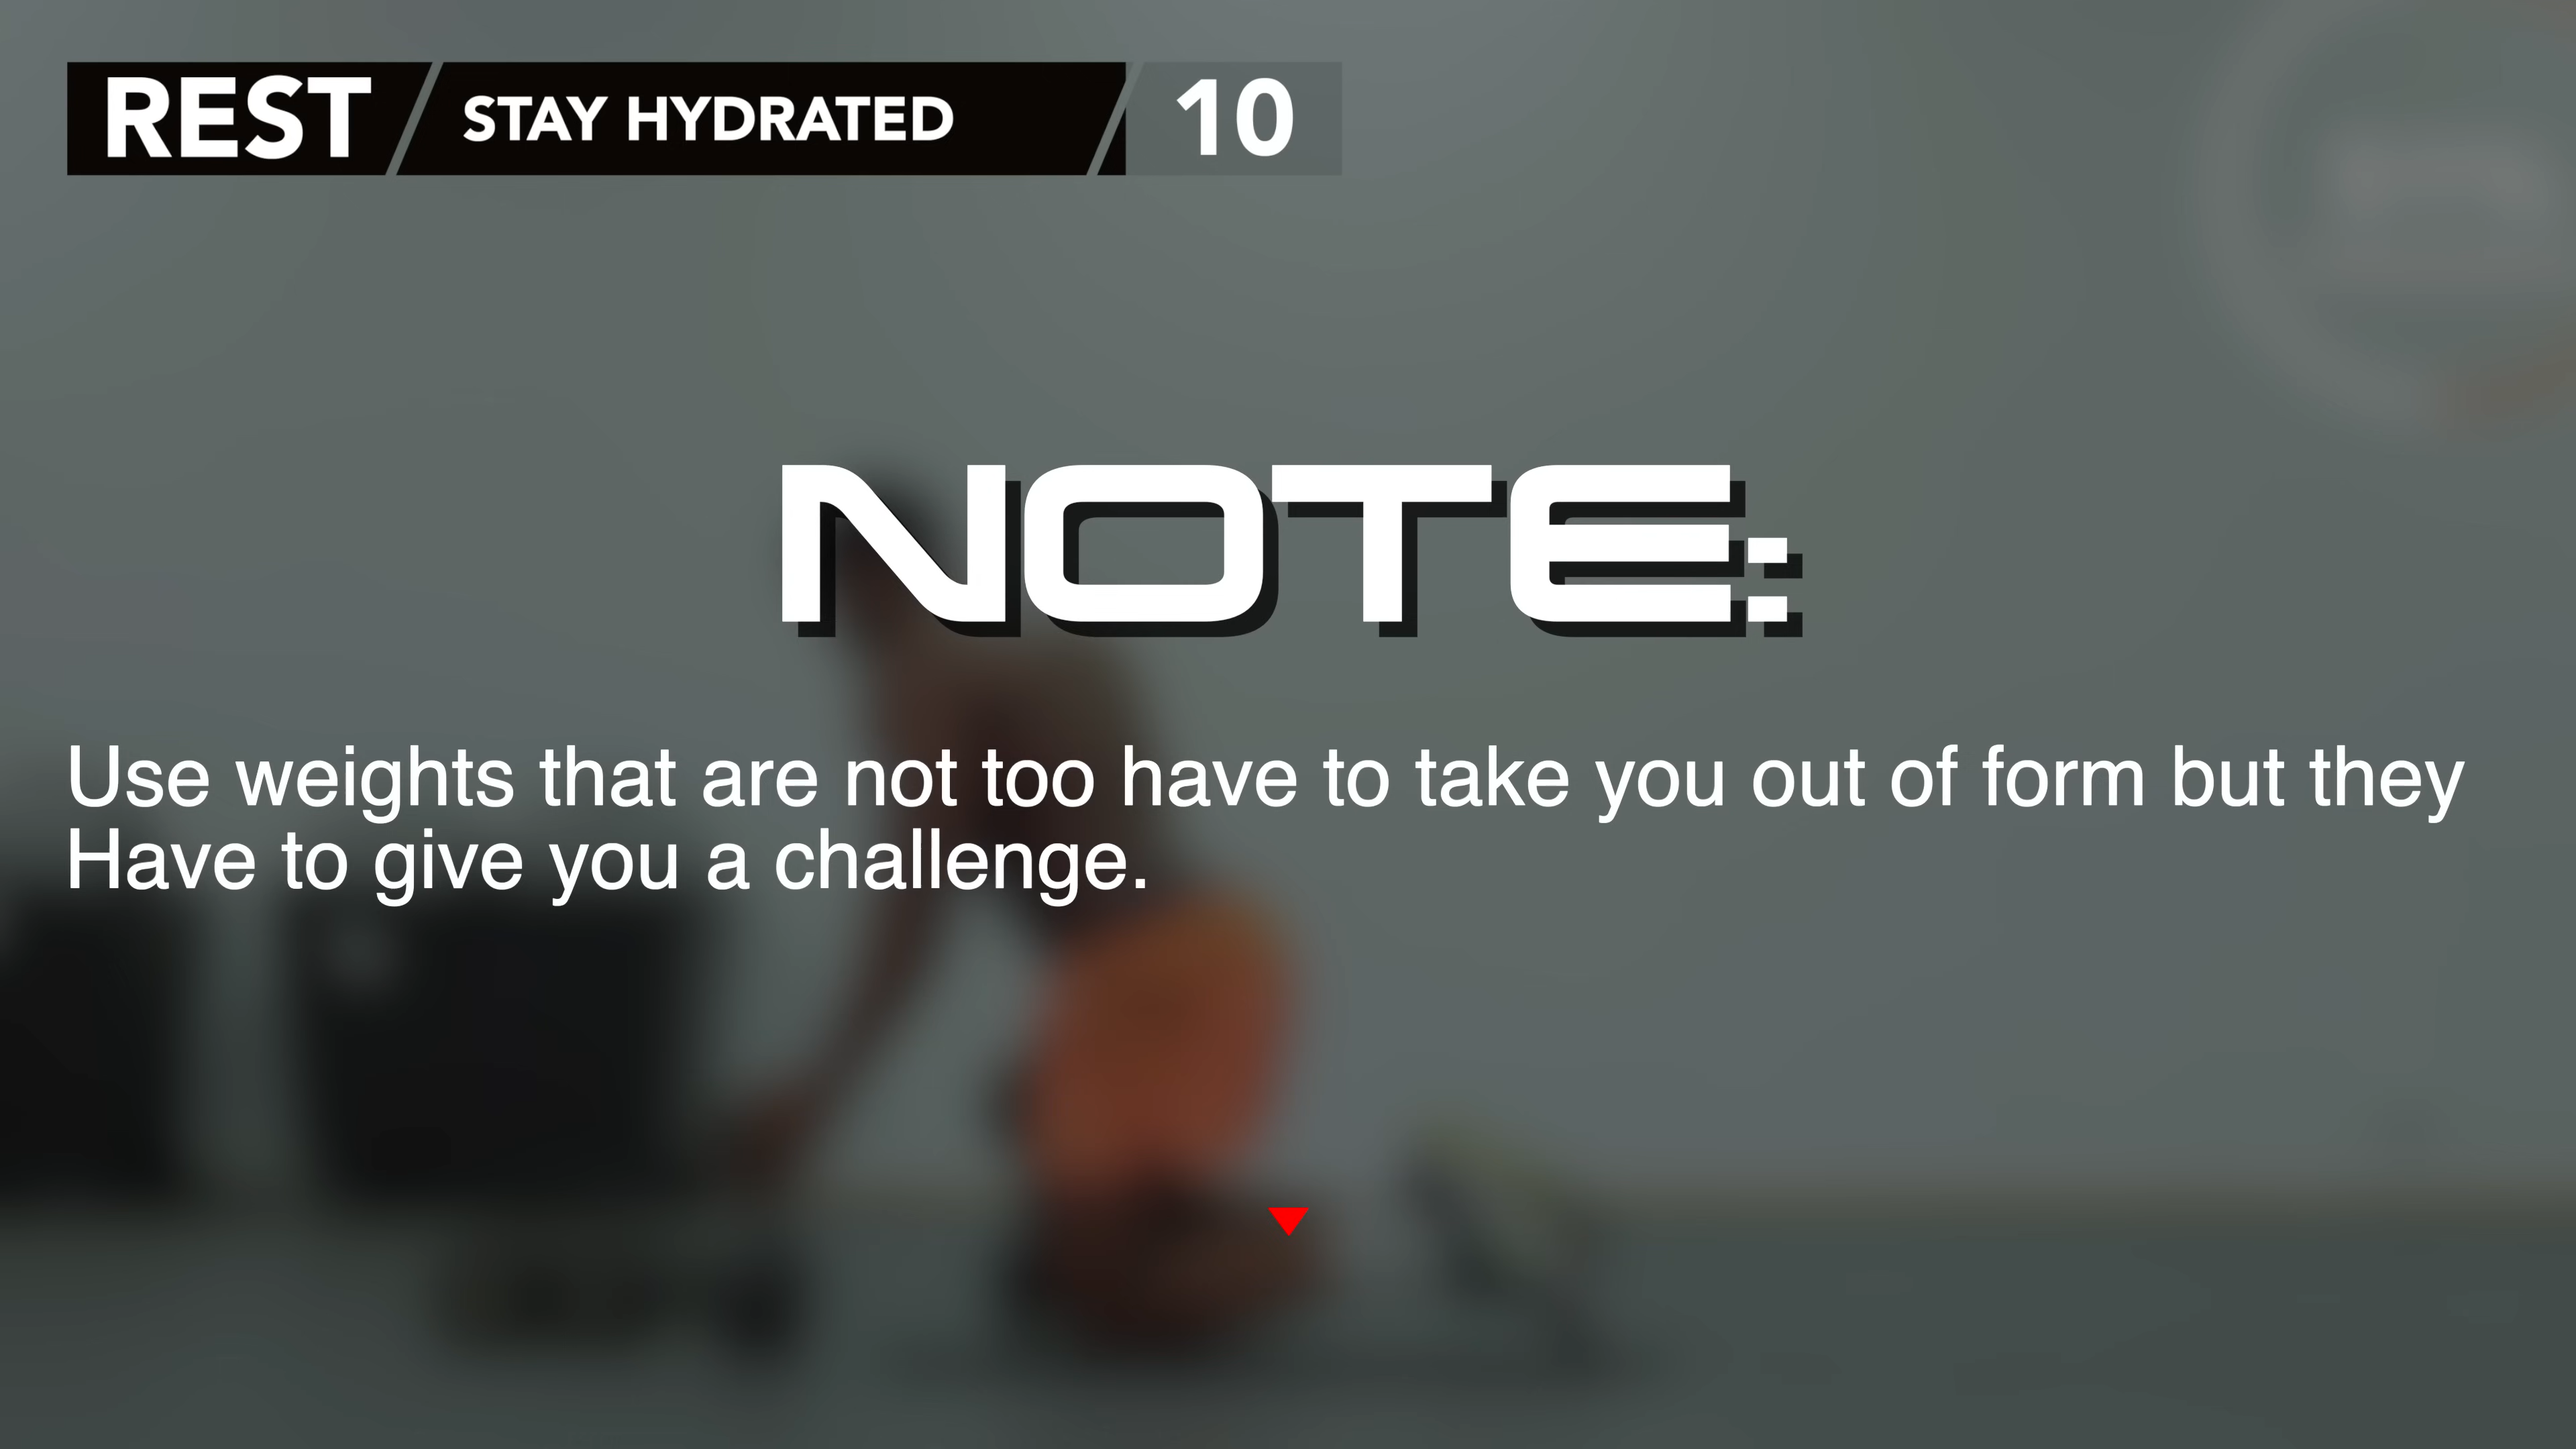 REST STAY HYDRATED 10
NOTE:
Use weights that are not too have to take you out of form but they
Have to give you a challenge.